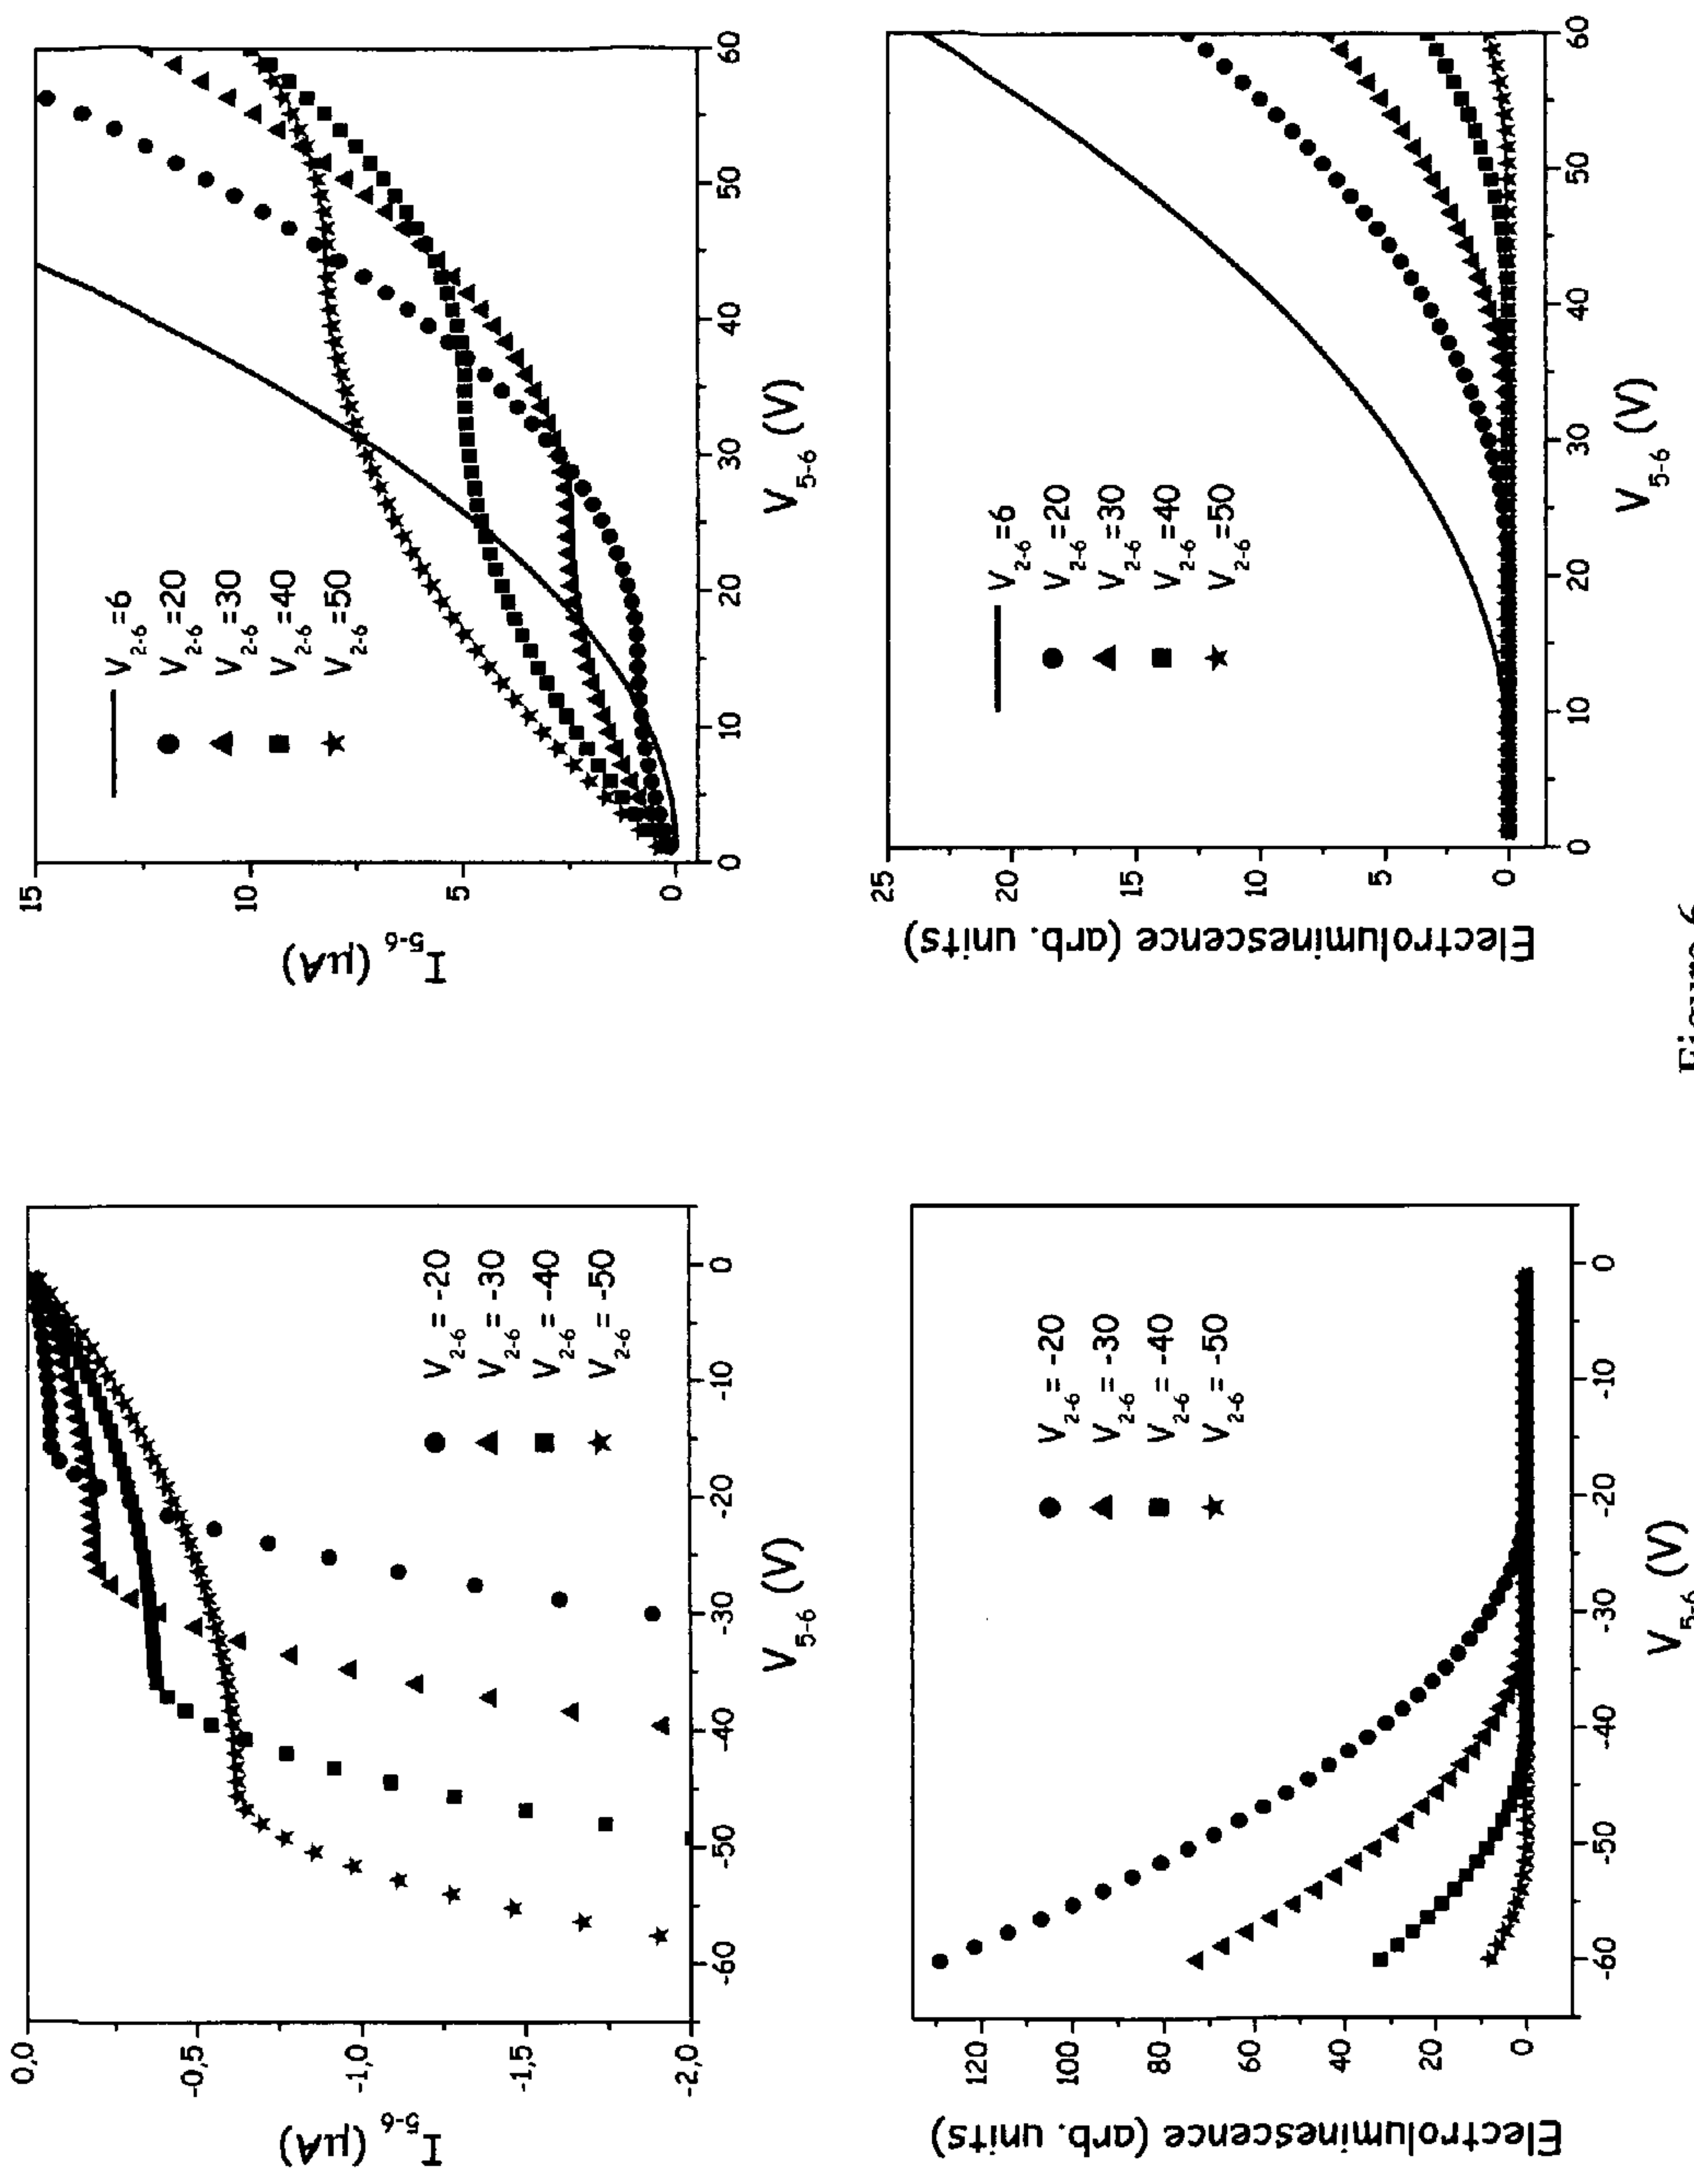 I5-6 (μA)
0,0
-0,5
-1,0
-1,5
-2,0
V2-6 = -20
V2-6 = -30
V2-6 = -40
V2-6 = -50
-60 -50 -40 -30 -20 -10 0
V5-6 (V)
I5-6 (μA)
15
10
5
0
V2-6=6
V2-6=20
V2-6=30
V2-6=40
V2-6=50
0 10 20 30 40 50 60
V5-6 (V)
Electroluminescence (arb. units)
120
100
80
60
40
20
0
V2-6= -20
V2-6= -30
V2-6= -40
V2-6= -50
-60 -50 -40 -30 -20 -10 0
V5-6 (V)
Electroluminescence (arb. units)
25
20
15
10
5
0
V2-6=6
V2-6=20
V2-6=30
V2-6=40
V2-6=50
0 10 20 30 40 50 60
V5-6 (V)
Figure 6